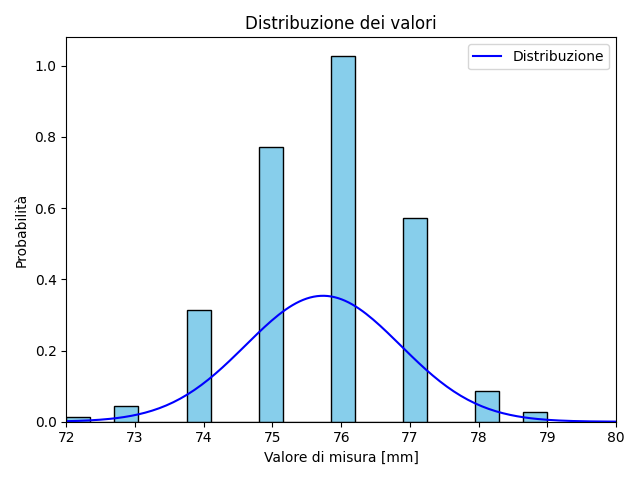 Distribuzione dei valori
Distribuzione
Probabilità
1.0
0.8
0.6
0.4
0.2
0.0
72 73 74 75 76 77 78 79 80
Valore di misura [mm]